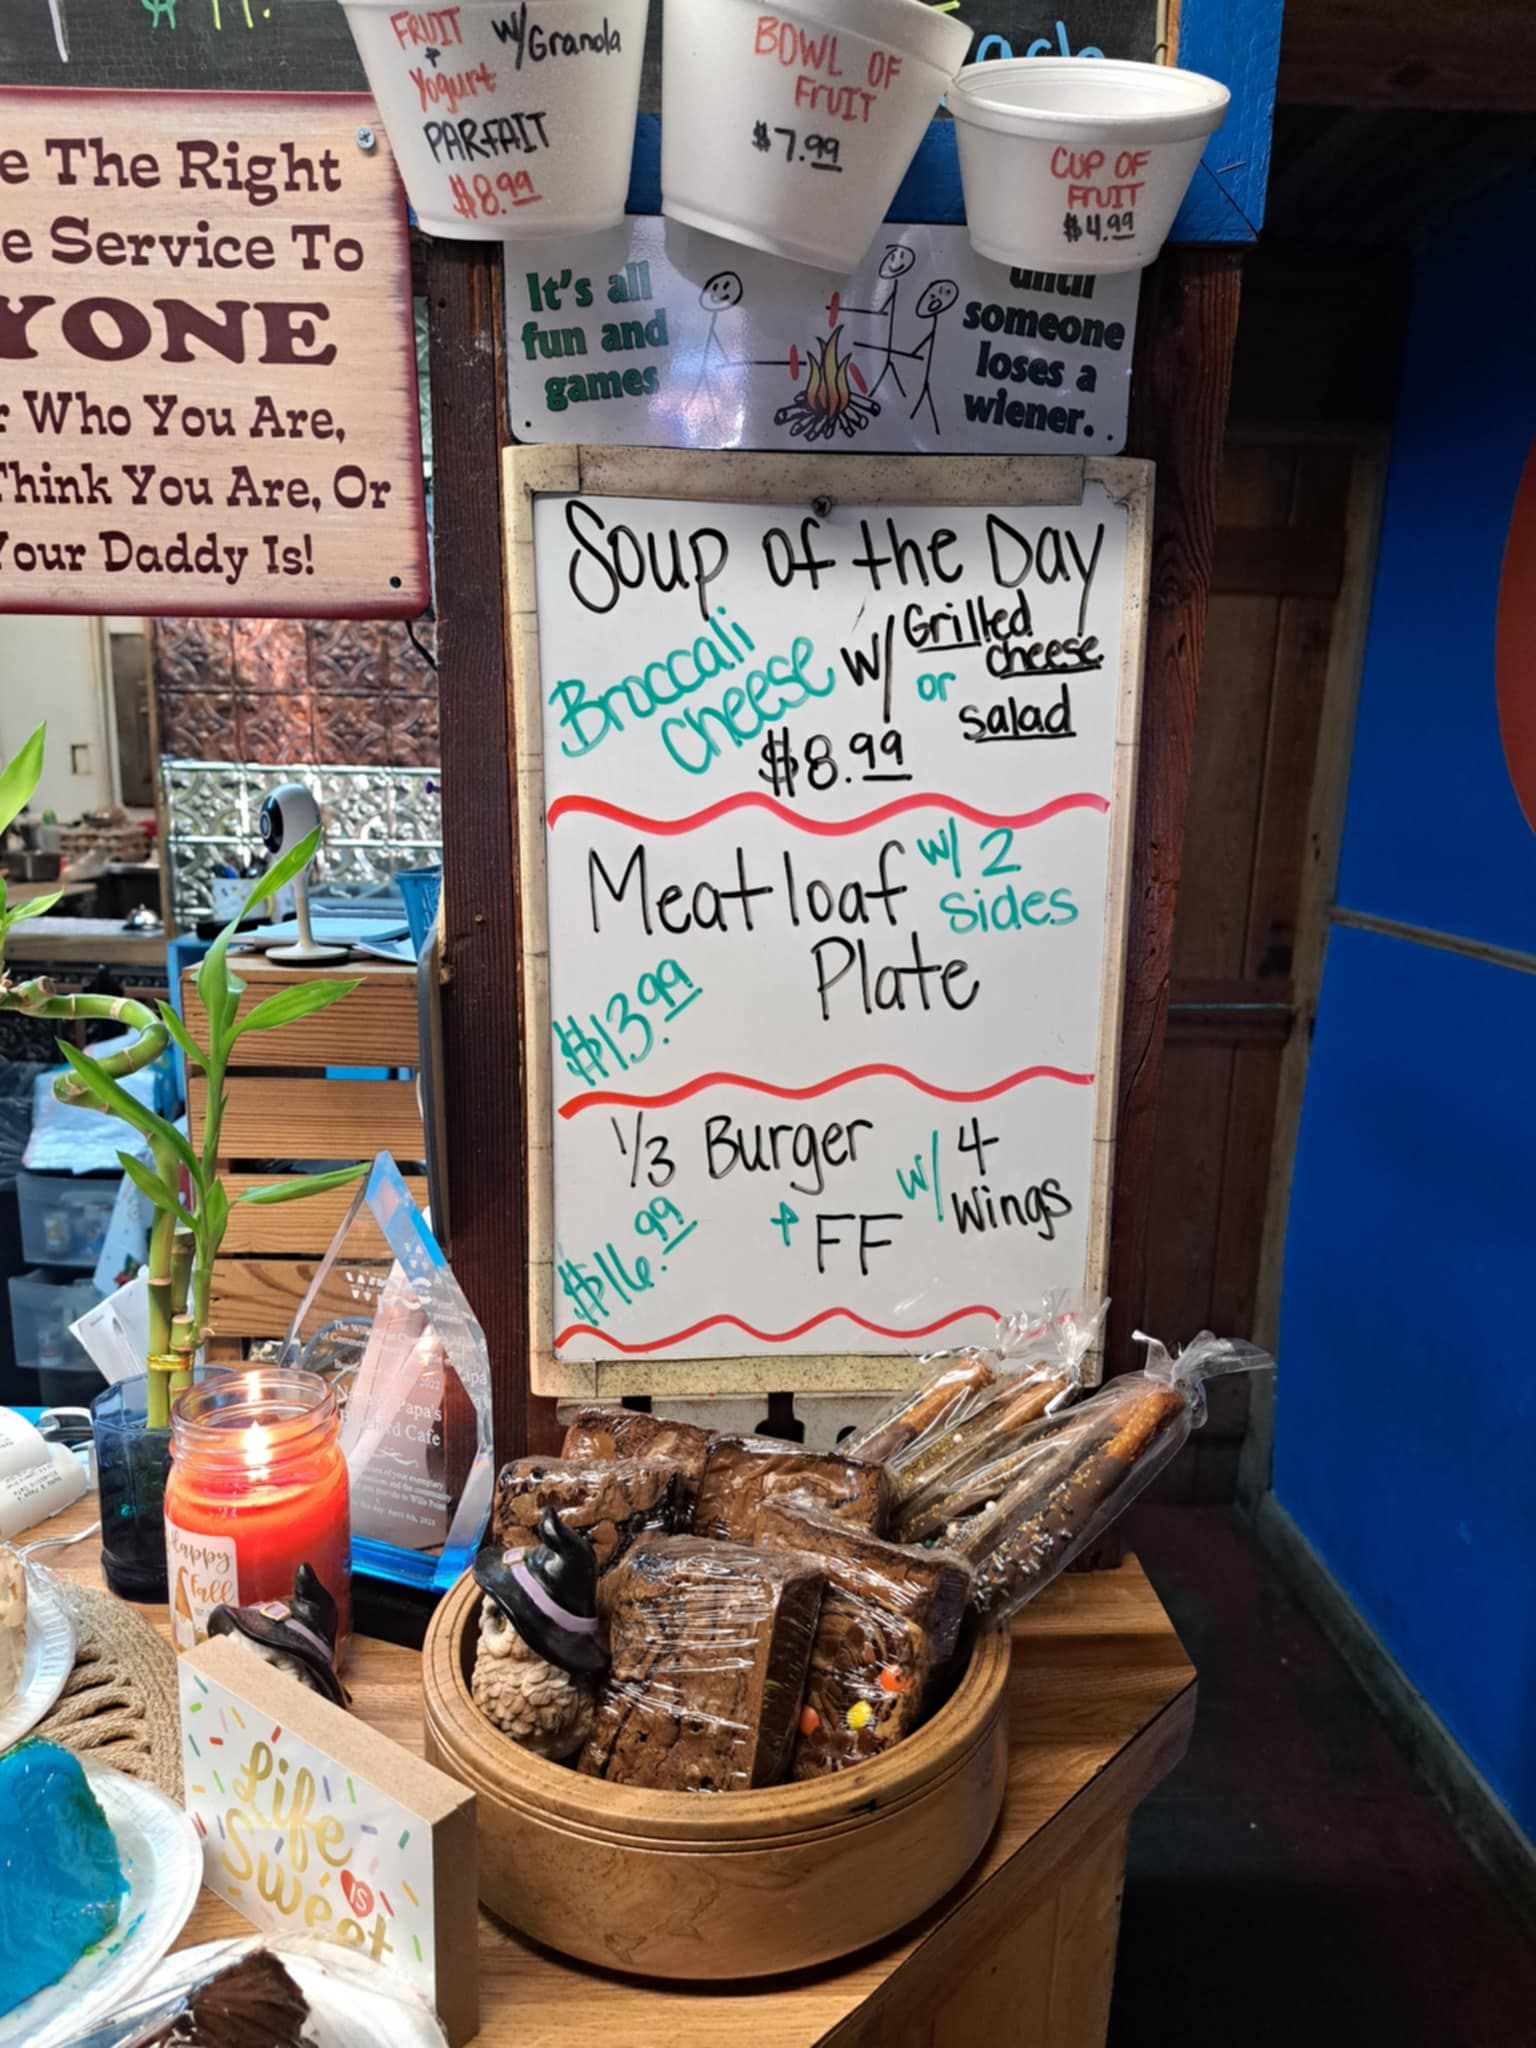 FRUIT w/Granola
+
Yogurt
PARFAIT
$8.99
BOWL OF
FRUIT
$7.99
CUP OF
FRUIT
$4.99
e The Right
e Service To
YONE
r Who You Are,
Think You Are, Or
Your Daddy Is!
It's all
fun and
games
until
someone
loses a
wiener.
Soup of the Day
Broccali
cheese w/ Grilled
cheese
or
salad
$8.99
Meatloaf w/ 2
sides
Plate
$13.99
1/3 Burger w/ 4
wings
+ FF
$16.99
Papa's
Cafe
Happy
Fall
Life
is
Sweet